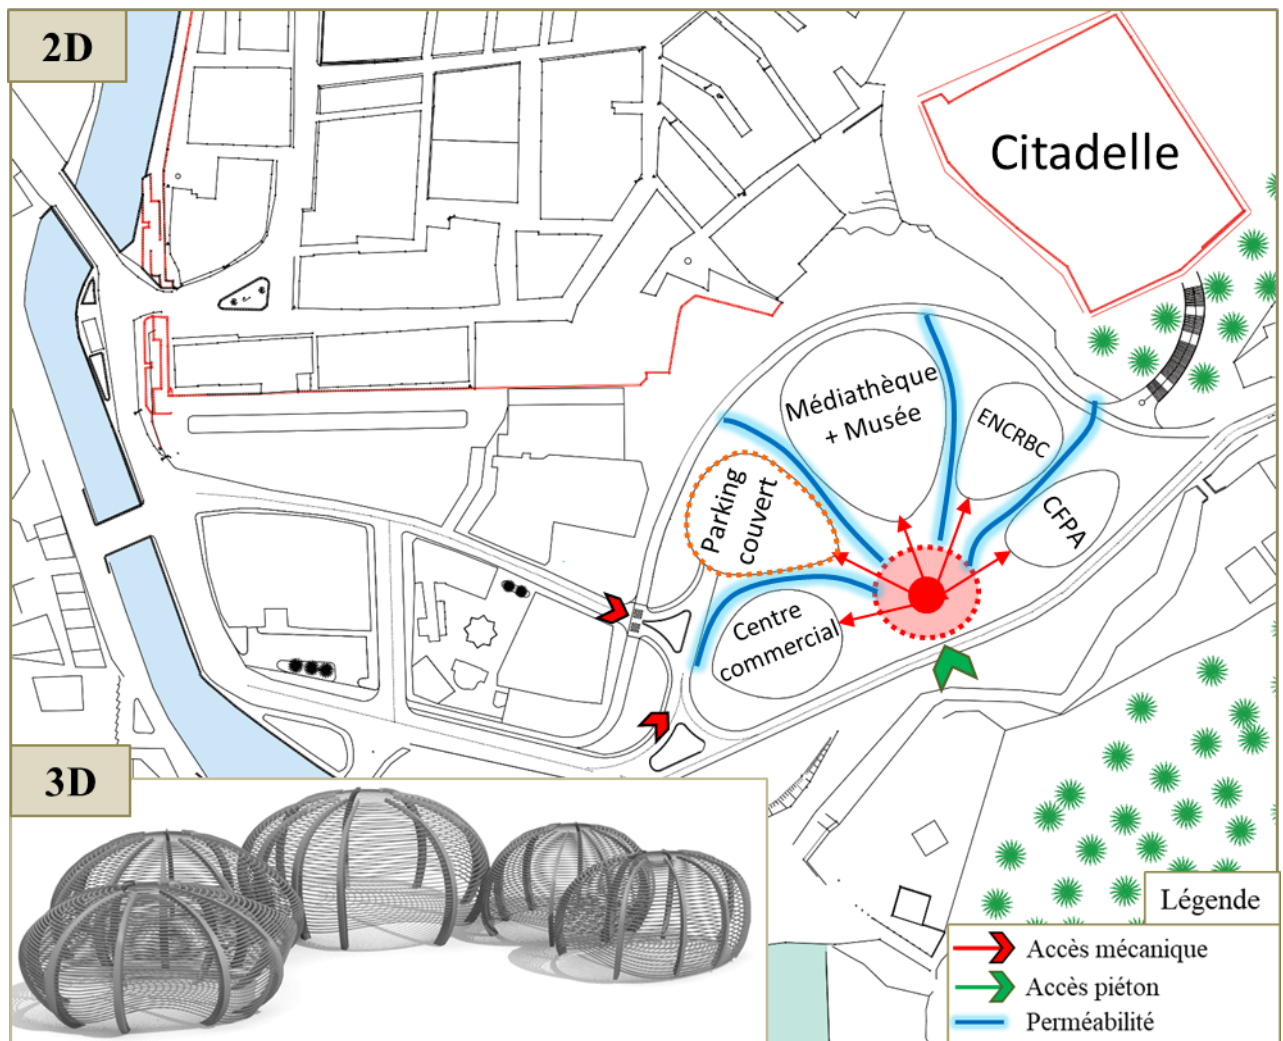 2D
Citadelle
Médiathèque
+ Musée
ENCRBC
Parking
couvert
CFPA
Centre
commercial
3D
Légende
Accès mécanique
Accès piéton
Perméabilité